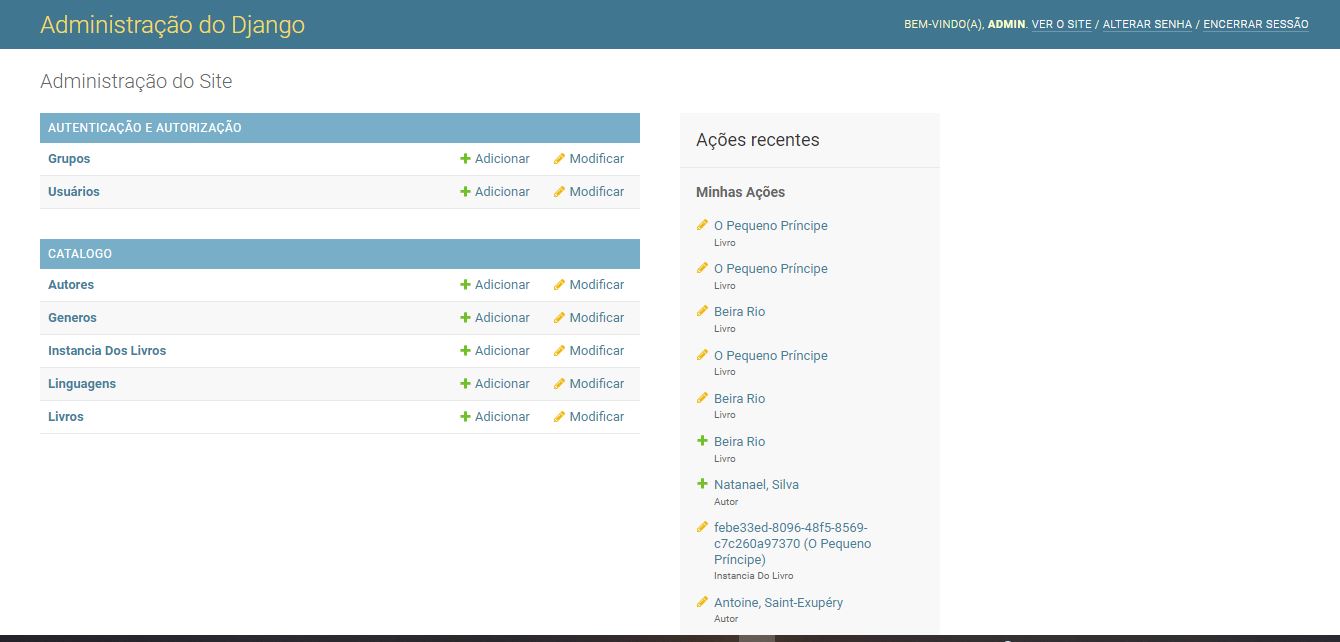 Administração do Django
BEM-VINDO(A), ADMIN. VER O SITE / ALTERAR SENHA / ENCERRAR SESSÃO
Administração do Site
AUTENTICAÇÃO E AUTORIZAÇÃO
Grupos Adicionar Modificar
Usuários Adicionar Modificar
CATALOGO
Autores Adicionar Modificar
Generos Adicionar Modificar
Instancia Dos Livros Adicionar Modificar
Linguagens Adicionar Modificar
Livros Adicionar Modificar
Ações recentes
Minhas Ações
O Pequeno Príncipe
Livro
O Pequeno Príncipe
Livro
Beira Rio
Livro
O Pequeno Príncipe
Livro
Beira Rio
Livro
Beira Rio
Livro
Natanael, Silva
Autor
febe33ed-8096-48f5-8569-
c7c260a97370 (O Pequeno
Príncipe)
Instancia Do Livro
Antoine, Saint-Exupéry
Autor